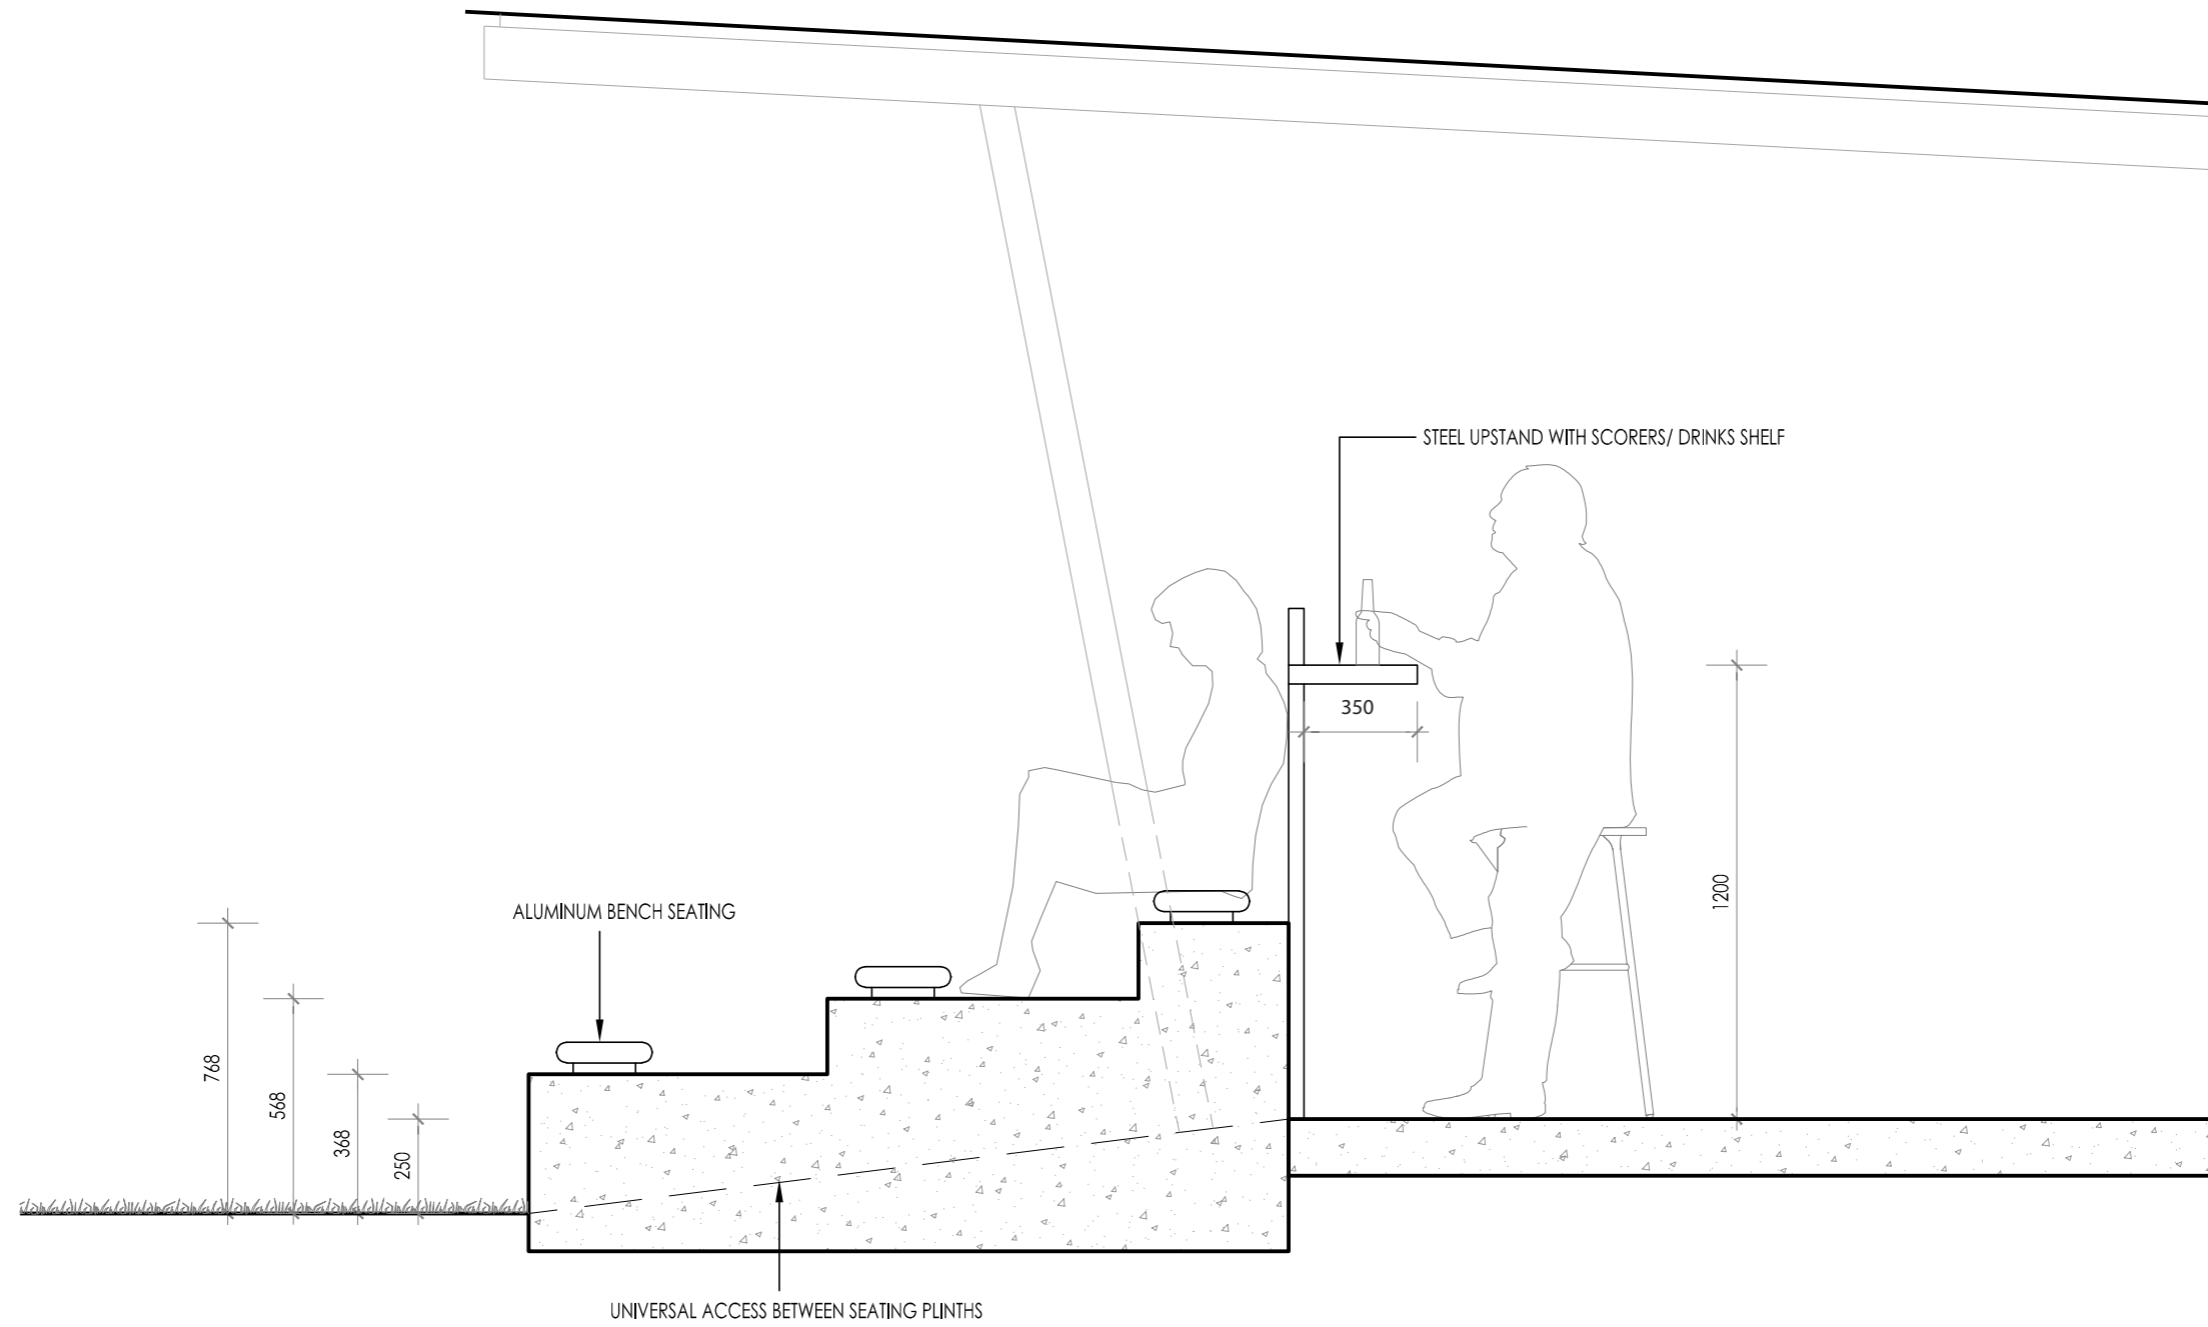 STEEL UPSTAND WITH SCORERS/ DRINKS SHELF
350
1200
ALUMINUM BENCH SEATING
768
568
368
250
UNIVERSAL ACCESS BETWEEN SEATING PLINTHS